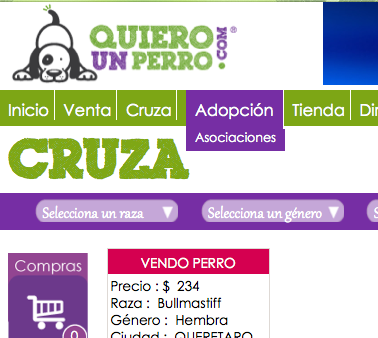 QUIERO
UN PERRO.COM®
Inicio Venta Cruza Adopción Tienda
Asociaciones
CRUZA
Selecciona un raza Selecciona un género
Compras
0
VENDO PERRO
Precio : $ 234
Raza : Bullmastiff
Género : Hembra
Ciudad : QUERETARO